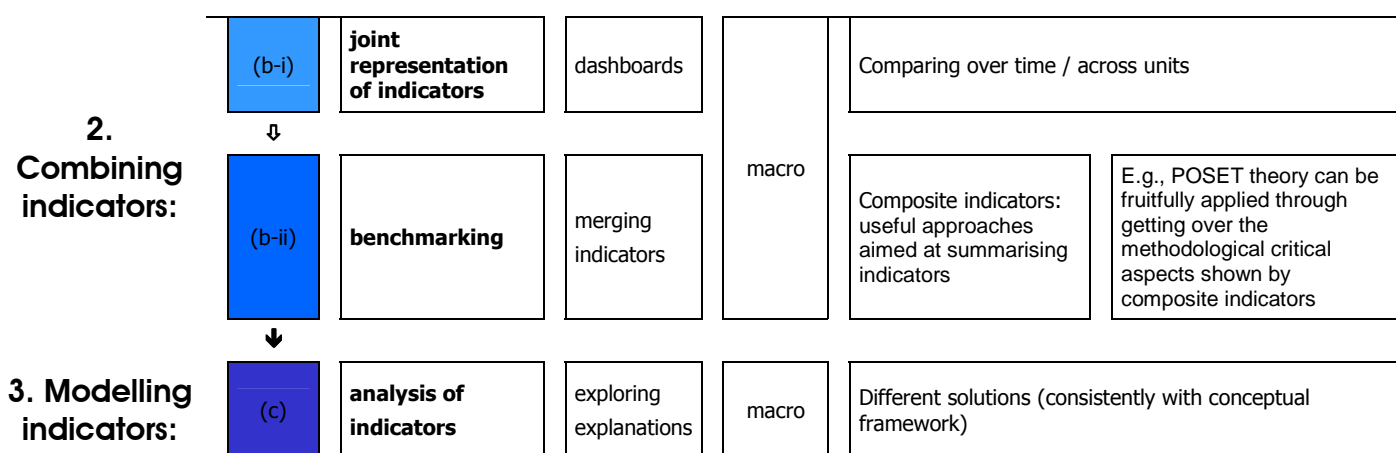 2.
Combining
indicators:
(b-i)
joint
representation
of indicators
dashboards
macro
Comparing over time / across units
⇩
(b-ii)
benchmarking
merging
indicators
Composite indicators:
useful approaches
aimed at summarising
indicators
E.g., POSET theory can be
fruitfully applied through
getting over the
methodological critical
aspects shown by
composite indicators
🡻
3. Modelling
indicators:
(c)
analysis of
indicators
exploring
explanations
macro
Different solutions (consistently with conceptual
framework)